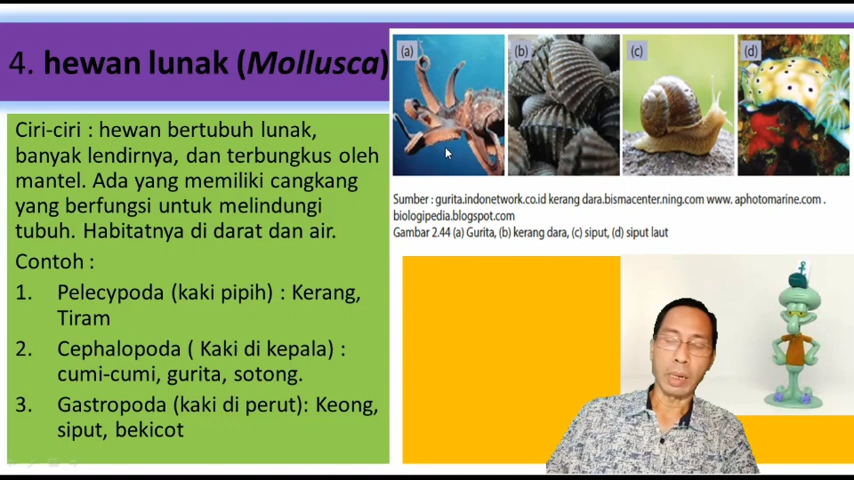 4. hewan lunak (Mollusca)
Ciri-ciri : hewan bertubuh lunak,
banyak lendirnya, dan terbungkus oleh
mantel. Ada yang memiliki cangkang
yang berfungsi untuk melindungi
tubuh. Habitatnya di darat dan air.
Contoh :
1. Pelecypoda (kaki pipih) : Kerang,
Tiram
2. Cephalopoda ( Kaki di kepala) :
cumi-cumi, gurita, sotong.
3. Gastropoda (kaki di perut): Keong,
siput, bekicot
(a) (b) (c) (d)
Sumber : gurita.indonetwork.co.id kerang dara.bismacenter.ning.com www. aphotomarine.com .
biologipedia.blogspot.com
Gambar 2.44 (a) Gurita, (b) kerang dara, (c) siput, (d) siput laut